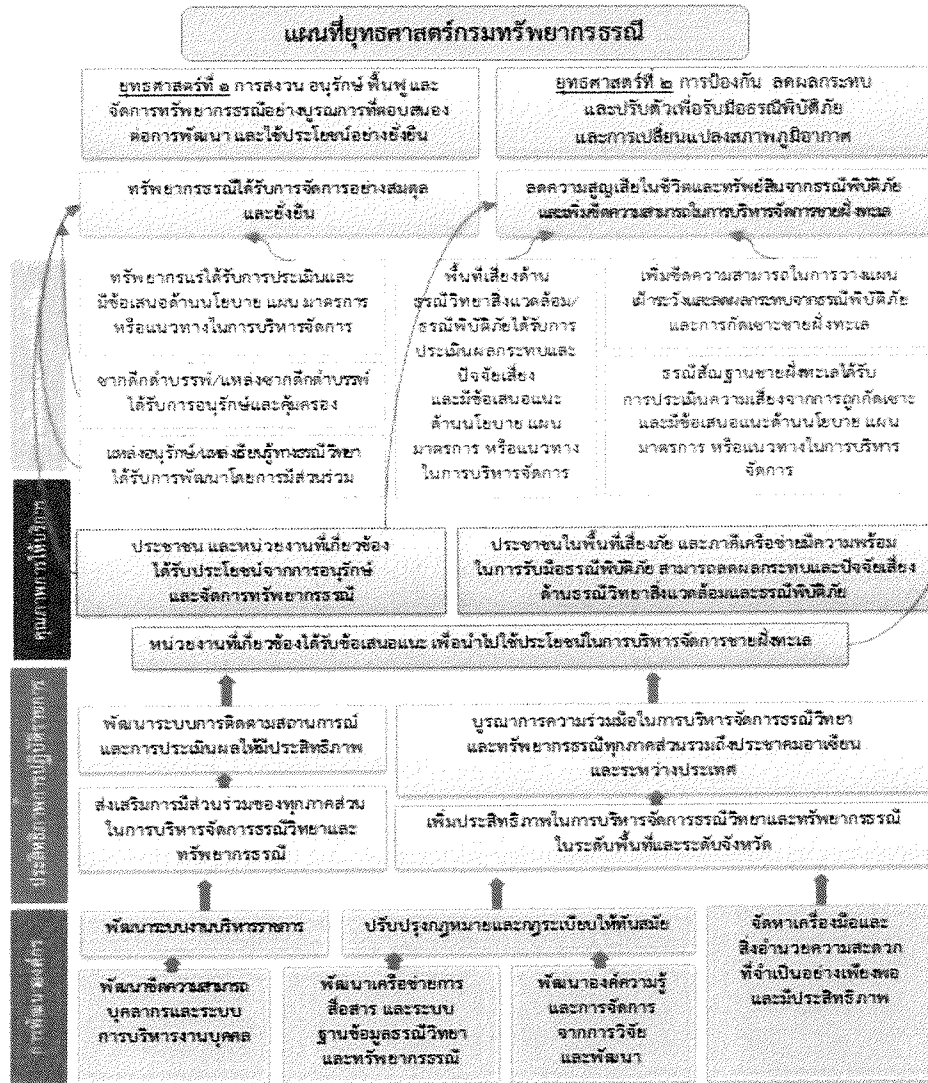 แผนที่ยุทธศาสตร์กรมทรัพยากรธรณี
ยุทธศาสตร์ที่ ๑ การสงวน อนุรักษ์ ฟื้นฟู และ
จัดการทรัพยากรธรณีอย่างบูรณการที่ตอบสนอง
ต่อการพัฒนา และใช้ประโยชน์อย่างยั่งยืน
ยุทธศาสตร์ที่ ๒ การป้องกัน ลดผลกระทบ
และปรับตัวเพื่อรับมือธรณีพิบัติภัย
และการเปลี่ยนแปลงสภาพภูมิอากาศ
ทรัพยากรธรณีได้รับการจัดการอย่างสมดุล
และยั่งยืน
ลดความสูญเสียในชีวิตและทรัพย์สินจากธรณีพิบัติภัย
และเพิ่มขีดความสามารถในการบริหารจัดการชายฝั่งทะเล
ทรัพยากรแร่ได้รับการประเมินและ
มีข้อเสนอด้านนโยบาย แผน มาตรการ
หรือแนวทางในการบริหารจัดการ
ซากดึกดำบรรพ์/แหล่งซากดึกดำบรรพ์
ได้รับการอนุรักษ์และคุ้มครอง
แหล่งอนุรักษ์/แหล่งเรียนรู้ทางธรณีวิทยา
ได้รับการพัฒนาโดยการมีส่วนร่วม
พื้นที่เสี่ยงด้าน
ธรณีวิทยาสิ่งแวดล้อม/
ธรณีพิบัติภัยได้รับการ
ประเมินผลกระทบและ
ปัจจัยเสี่ยง
และมีข้อเสนอแนะ
ด้านนโยบาย แผน
มาตรการ หรือแนวทาง
ในการบริหารจัดการ
เพิ่มขีดความสามารถในการวางแผน
เฝ้าระวังและลดผลกระทบจากธรณีพิบัติภัย
และการกัดเซาะชายฝั่งทะเล
ธรณีสัณฐานชายฝั่งทะเลได้รับ
การประเมินความเสี่ยงจากการถูกกัดเซาะ
และมีข้อเสนอแนะด้านนโยบาย แผน
มาตรการ หรือแนวทางในการบริหาร
จัดการ
คุณภาพการให้บริการ
ประชาชน และหน่วยงานที่เกี่ยวข้อง
ได้รับประโยชน์จากการอนุรักษ์
และจัดการทรัพยากรธรณี
ประชาชนในพื้นที่เสี่ยงภัย และภาคีเครือข่ายมีความพร้อม
ในการรับมือธรณีพิบัติภัย สามารถลดผลกระทบและปัจจัยเสี่ยง
ด้านธรณีวิทยาสิ่งแวดล้อมและธรณีพิบัติภัย
หน่วยงานที่เกี่ยวข้องได้รับข้อเสนอแนะ เพื่อนำไปใช้ประโยชน์ในการบริหารจัดการชายฝั่งทะเล
ประสิทธิภาพการปฏิบัติราชการ
พัฒนาระบบการติดตามสถานการณ์
และการประเมินผลให้มีประสิทธิภาพ
บูรณาการความร่วมมือในการบริหารจัดการธรณีวิทยา
และทรัพยากรธรณีทุกภาคส่วนรวมถึงประชาคมอาเซียน
และระหว่างประเทศ
ส่งเสริมการมีส่วนร่วมของทุกภาคส่วน
ในการบริหารจัดการธรณีวิทยาและ
ทรัพยากรธรณี
เพิ่มประสิทธิภาพในการบริหารจัดการธรณีวิทยาและทรัพยากรธรณี
ในระดับพื้นที่และระดับจังหวัด
การพัฒนาองค์การ
พัฒนาระบบงานบริหารราชการ
ปรับปรุงกฎหมายและกฎระเบียบให้ทันสมัย
จัดหาเครื่องมือและ
สิ่งอำนวยความสะดวก
ที่จำเป็นอย่างเพียงพอ
และมีประสิทธิภาพ
พัฒนาขีดความสามารถ
บุคลากรและระบบ
การบริหารงานบุคคล
พัฒนาเครือข่ายการ
สื่อสาร และระบบ
ฐานข้อมูลธรณีวิทยา
และทรัพยากรธรณี
พัฒนาองค์ความรู้
และการจัดการ
จากการวิจัย
และพัฒนา